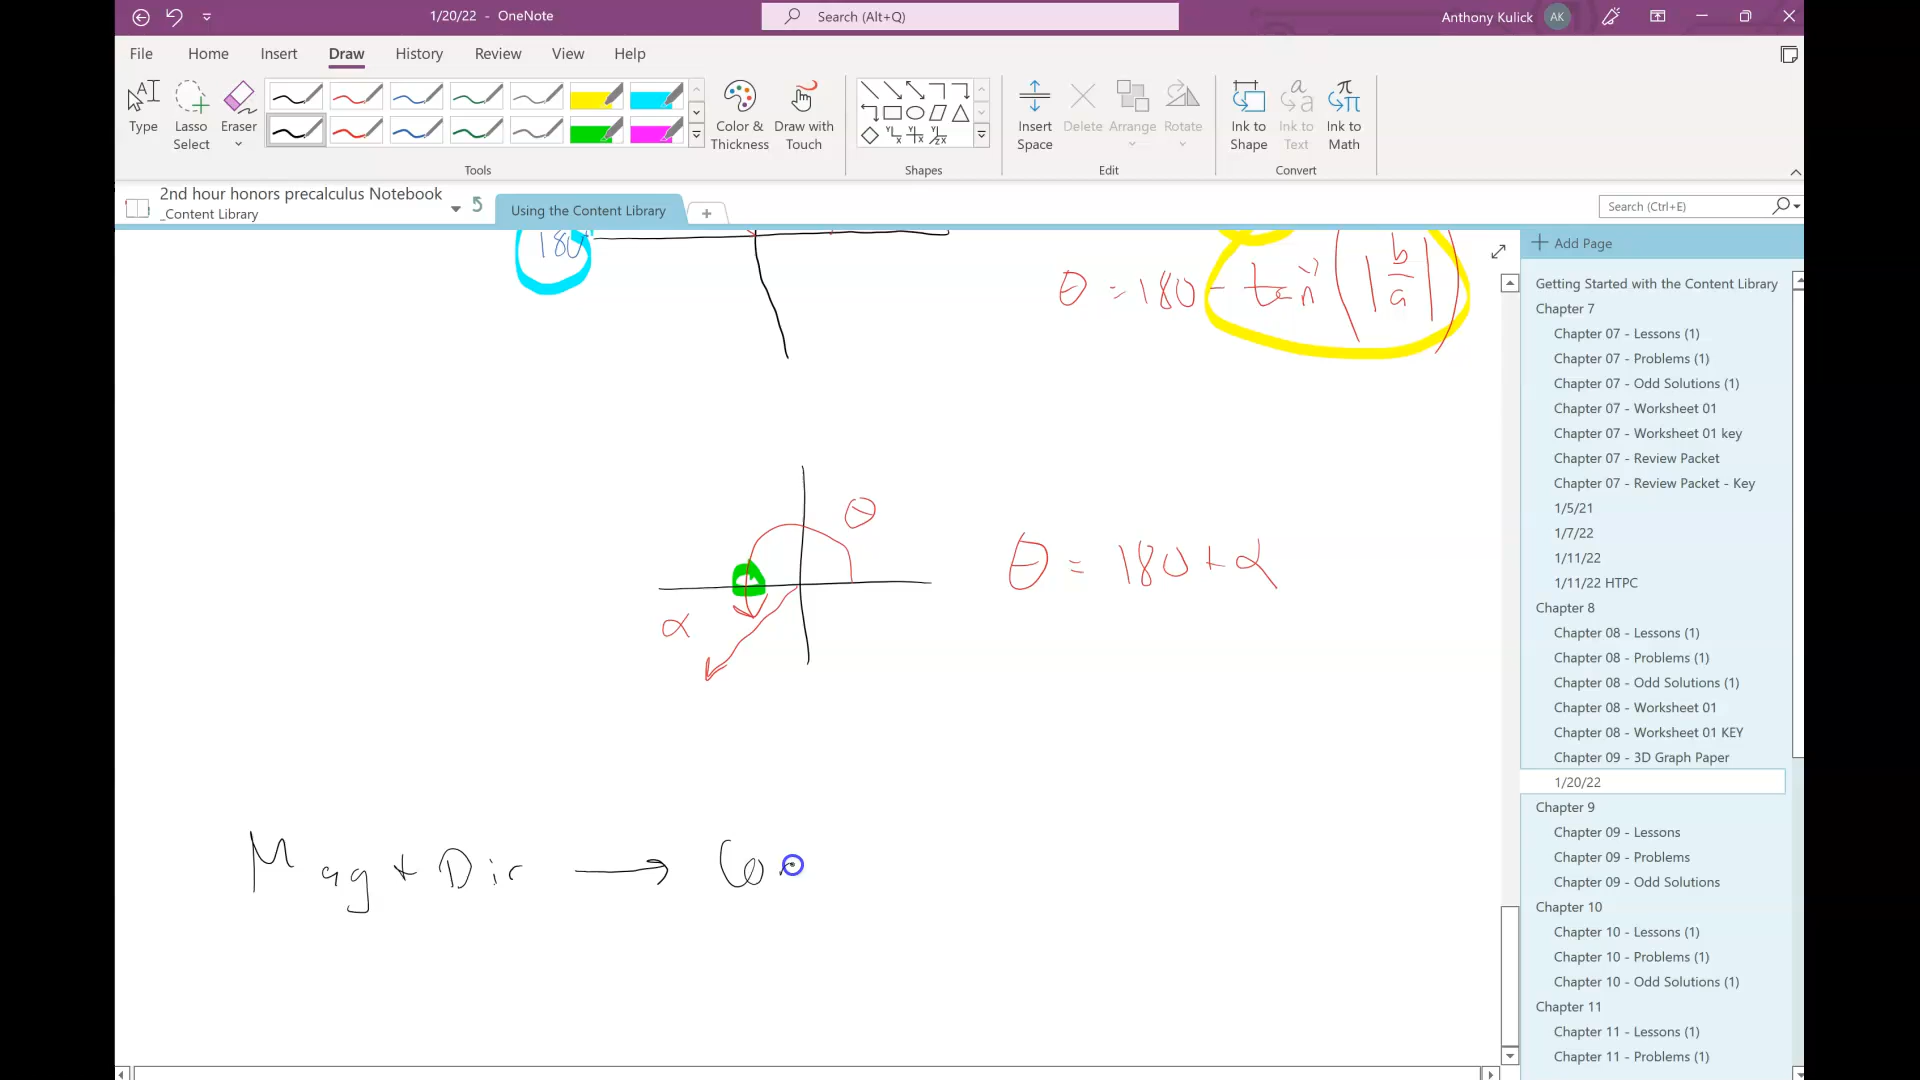 1/20/22 - OneNote
Search (Alt+Q)
Anthony Kulick
AK
File Home Insert Draw History Review View Help
Type
Lasso Select
Eraser
Color & Thickness
Draw with Touch
Insert Space
Delete
Arrange
Rotate
Ink to Shape
Ink to Text
Ink to Math
Tools
Shapes
Edit
Convert
2nd hour honors precalculus Notebook
_Content Library
Using the Content Library
Search (Ctrl+E)
180
θ = 180 - tan⁻¹(|b/a|)
θ
θ = 180 + α
α
Mag + Dir → Co
Add Page
Getting Started with the Content Library
Chapter 7
Chapter 07 - Lessons (1)
Chapter 07 - Problems (1)
Chapter 07 - Odd Solutions (1)
Chapter 07 - Worksheet 01
Chapter 07 - Worksheet 01 key
Chapter 07 - Review Packet
Chapter 07 - Review Packet - Key
1/5/21
1/7/22
1/11/22
1/11/22 HTPC
Chapter 8
Chapter 08 - Lessons (1)
Chapter 08 - Problems (1)
Chapter 08 - Odd Solutions (1)
Chapter 08 - Worksheet 01
Chapter 08 - Worksheet 01 KEY
Chapter 09 - 3D Graph Paper
1/20/22
Chapter 9
Chapter 09 - Lessons
Chapter 09 - Problems
Chapter 09 - Odd Solutions
Chapter 10
Chapter 10 - Lessons (1)
Chapter 10 - Problems (1)
Chapter 10 - Odd Solutions (1)
Chapter 11
Chapter 11 - Lessons (1)
Chapter 11 - Problems (1)